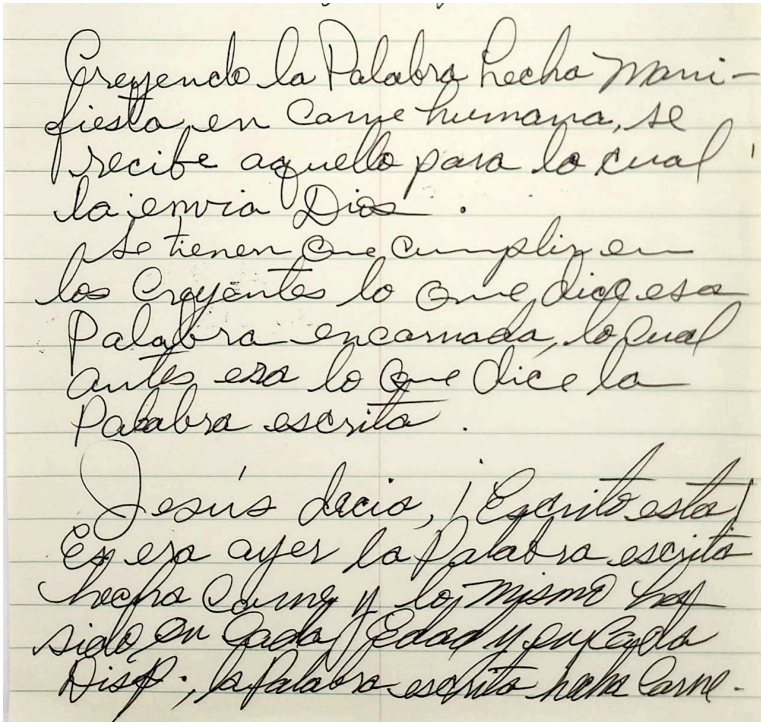 Creyendo la Palabra hecha Mani-
fiesta en Carne humana, se
recibe aquello para lo cual
la envia Dios.
Se tienen que cumplir en
los Creyentes lo que dice esa
Palabra encarnada, lo cual
antes era lo que dice la
Palabra escrita.
Jesús decia, ¡Escrito esta!
Es era ayer la Palabra escrita
hecha Carne y lo mismo ha
sido en Cada Edad y en Cada
Disp.; la Palabra escrita hecha Carne.